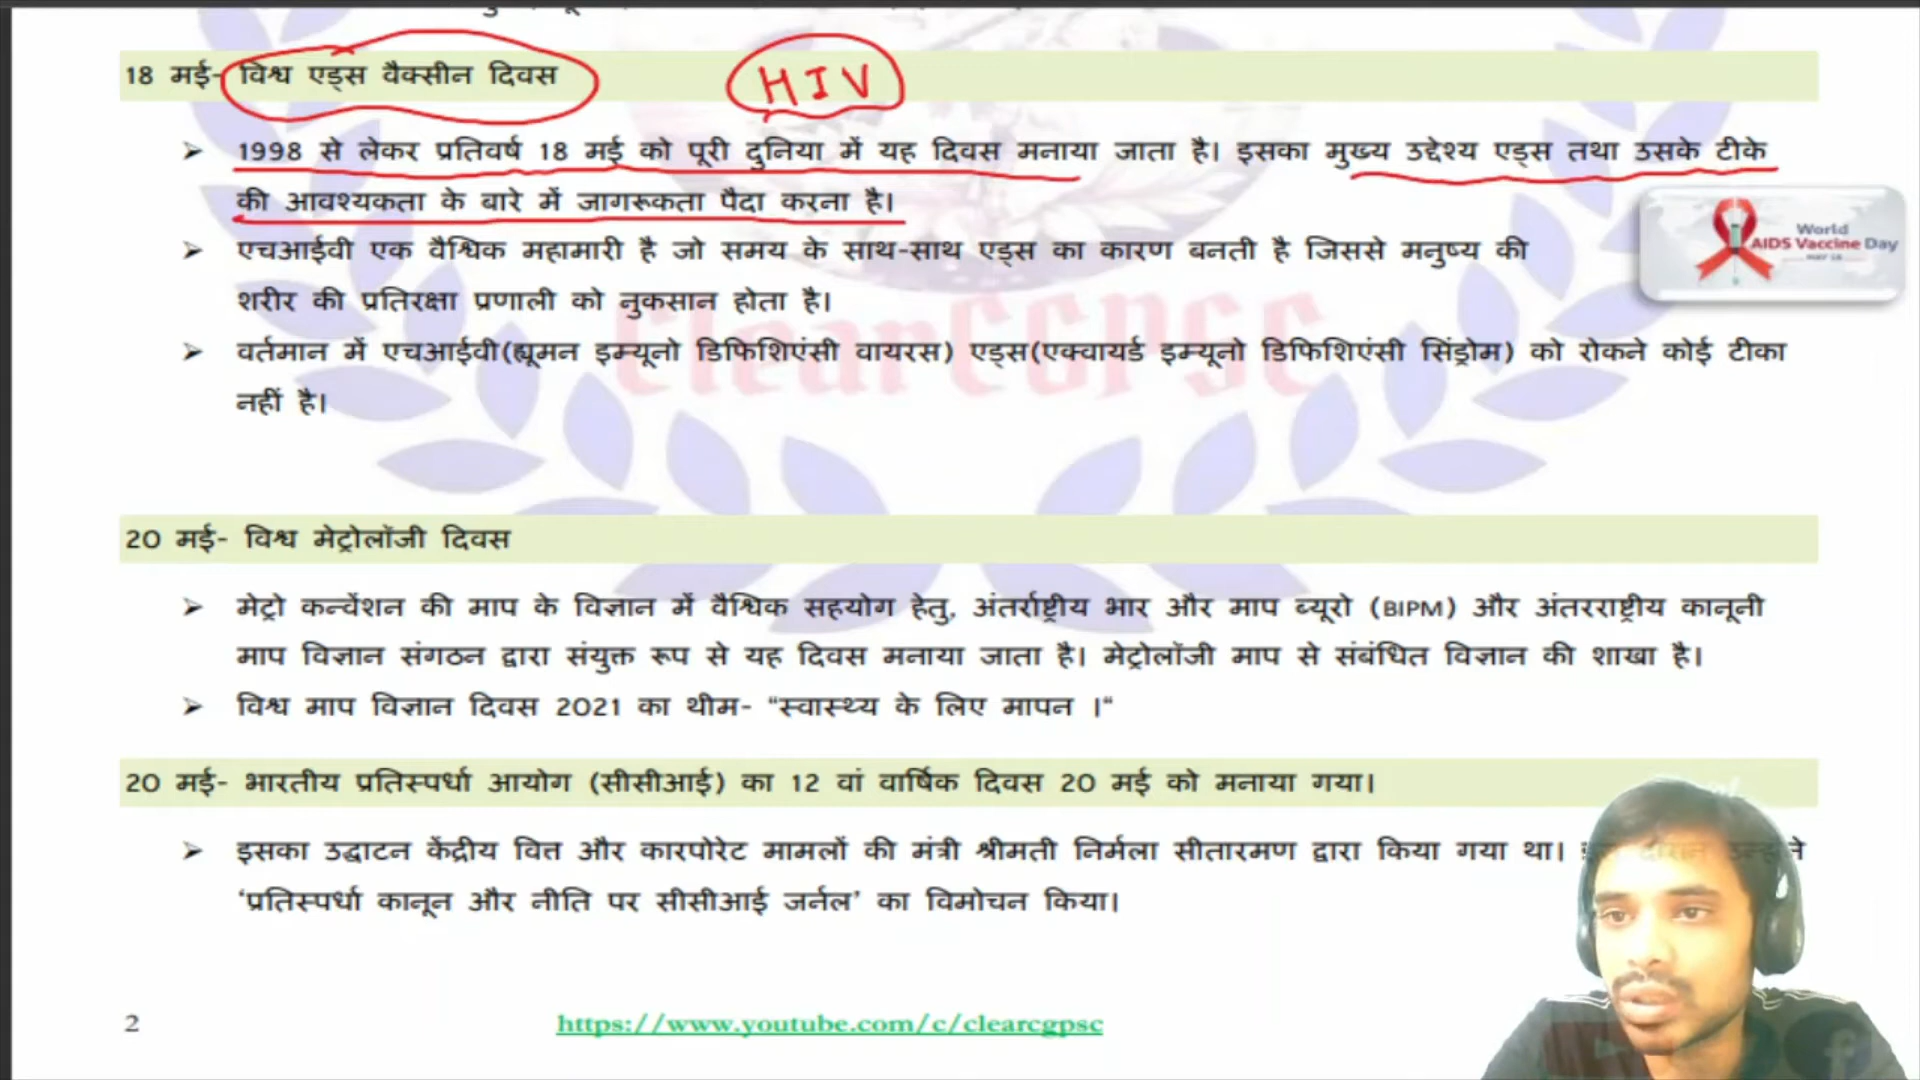 18 मई- विश्व एड्स वैक्सीन दिवस HIV
➢ 1998 से लेकर प्रतिवर्ष 18 मई को पूरी दुनिया में यह दिवस मनाया जाता है। इसका मुख्य उद्देश्य एड्स तथा उसके टीके
की आवश्यकता के बारे में जागरूकता पैदा करना है।
World
AIDS Vaccine Day
MAY 18
➢ एचआईवी एक वैश्विक महामारी है जो समय के साथ-साथ एड्स का कारण बनती है जिससे मनुष्य की
शरीर की प्रतिरक्षा प्रणाली को नुकसान होता है।
➢ वर्तमान में एचआईवी(ह्यूमन इम्यूनो डिफिशिएंसी वायरस) एड्स(एक्वायर्ड इम्यूनो डिफिशिएंसी सिंड्रोम) को रोकने कोई टीका
नहीं है।
ClearCGPSC
20 मई- विश्व मेट्रोलॉजी दिवस
➢ मेट्रो कन्वेंशन की माप के विज्ञान में वैश्विक सहयोग हेतु, अंतर्राष्ट्रीय भार और माप ब्यूरो (BIPM) और अंतरराष्ट्रीय कानूनी
माप विज्ञान संगठन द्वारा संयुक्त रूप से यह दिवस मनाया जाता है। मेट्रोलॉजी माप से संबंधित विज्ञान की शाखा है।
➢ विश्व माप विज्ञान दिवस 2021 का थीम- “स्वास्थ्य के लिए मापन ।“
20 मई- भारतीय प्रतिस्पर्धा आयोग (सीसीआई) का 12 वां वार्षिक दिवस 20 मई को मनाया गया।
➢ इसका उद्घाटन केंद्रीय वित्त और कारपोरेट मामलों की मंत्री श्रीमती निर्मला सीतारमण द्वारा किया गया था। दौरान
‘प्रतिस्पर्धा कानून और नीति पर सीसीआई जर्नल’ का विमोचन किया।
2 https://www.youtube.com/c/clearcgpsc